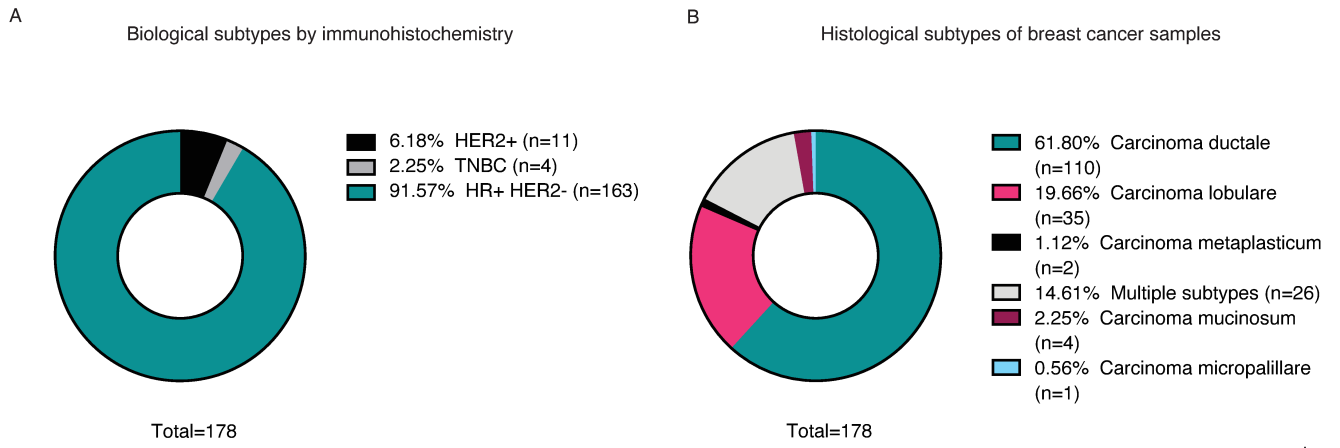 A
Biological subtypes by immunohistochemistry
6.18% HER2+ (n=11)
2.25% TNBC (n=4)
91.57% HR+ HER2- (n=163)
Total=178
B
Histological subtypes of breast cancer samples
61.80% Carcinoma ductale
(n=110)
19.66% Carcinoma lobulare
(n=35)
1.12% Carcinoma metaplasticum
(n=2)
14.61% Multiple subtypes (n=26)
2.25% Carcinoma mucinosum
(n=4)
0.56% Carcinoma micropalillare
(n=1)
Total=178